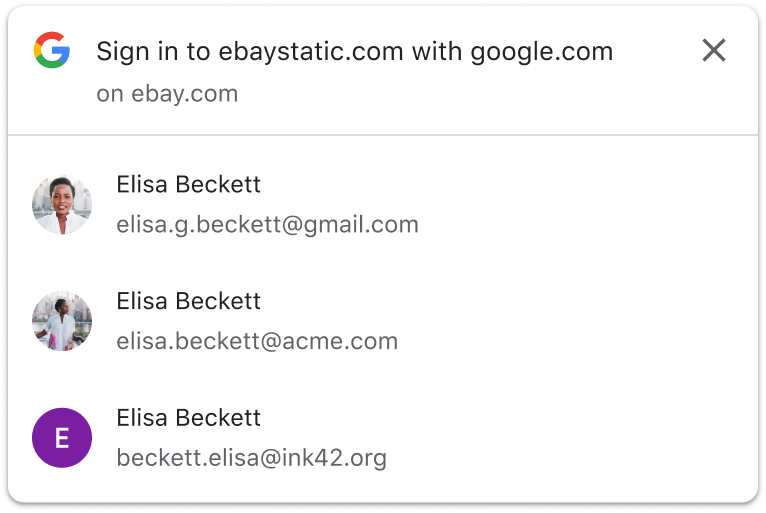 Sign in to ebaystatic.com with google.com
on ebay.com
Elisa Beckett
elisa.g.beckett@gmail.com
Elisa Beckett
elisa.beckett@acme.com
E
Elisa Beckett
beckett.elisa@ink42.org